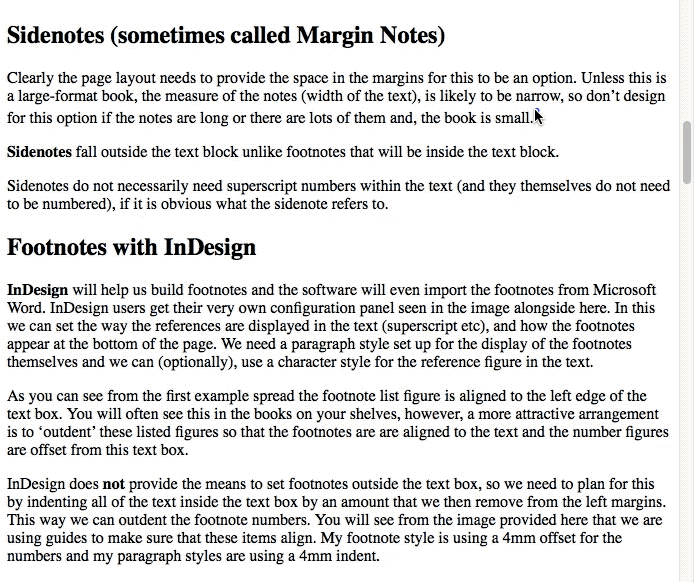 Sidenotes (sometimes called Margin Notes)
Clearly the page layout needs to provide the space in the margins for this to be an option. Unless this is
a large-format book, the measure of the notes (width of the text), is likely to be narrow, so don’t design
for this option if the notes are long or there are lots of them and, the book is small.
Sidenotes fall outside the text block unlike footnotes that will be inside the text block.
Sidenotes do not necessarily need superscript numbers within the text (and they themselves do not need
to be numbered), if it is obvious what the sidenote refers to.
Footnotes with InDesign
InDesign will help us build footnotes and the software will even import the footnotes from Microsoft
Word. InDesign users get their very own configuration panel seen in the image alongside here. In this
we can set the way the references are displayed in the text (superscript etc), and how the footnotes
appear at the bottom of the page. We need a paragraph style set up for the display of the footnotes
themselves and we can (optionally), use a character style for the reference figure in the text.
As you can see from the first example spread the footnote list figure is aligned to the left edge of the
text box. You will often see this in the books on your shelves, however, a more attractive arrangement
is to ‘outdent’ these listed figures so that the footnotes are are aligned to the text and the number figures
are offset from this text box.
InDesign does not provide the means to set footnotes outside the text box, so we need to plan for this
by indenting all of the text inside the text box by an amount that we then remove from the left margins.
This way we can outdent the footnote numbers. You will see from the image provided here that we are
using guides to make sure that these items align. My footnote style is using a 4mm offset for the
numbers and my paragraph styles are using a 4mm indent.